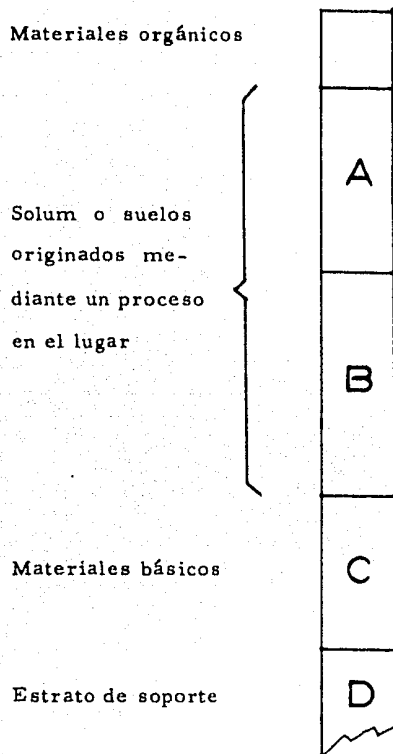 Materiales orgánicos
A
Solum o suelos
originados me-
diante un proceso
en el lugar
B
Materiales básicos
C
Estrato de soporte
D